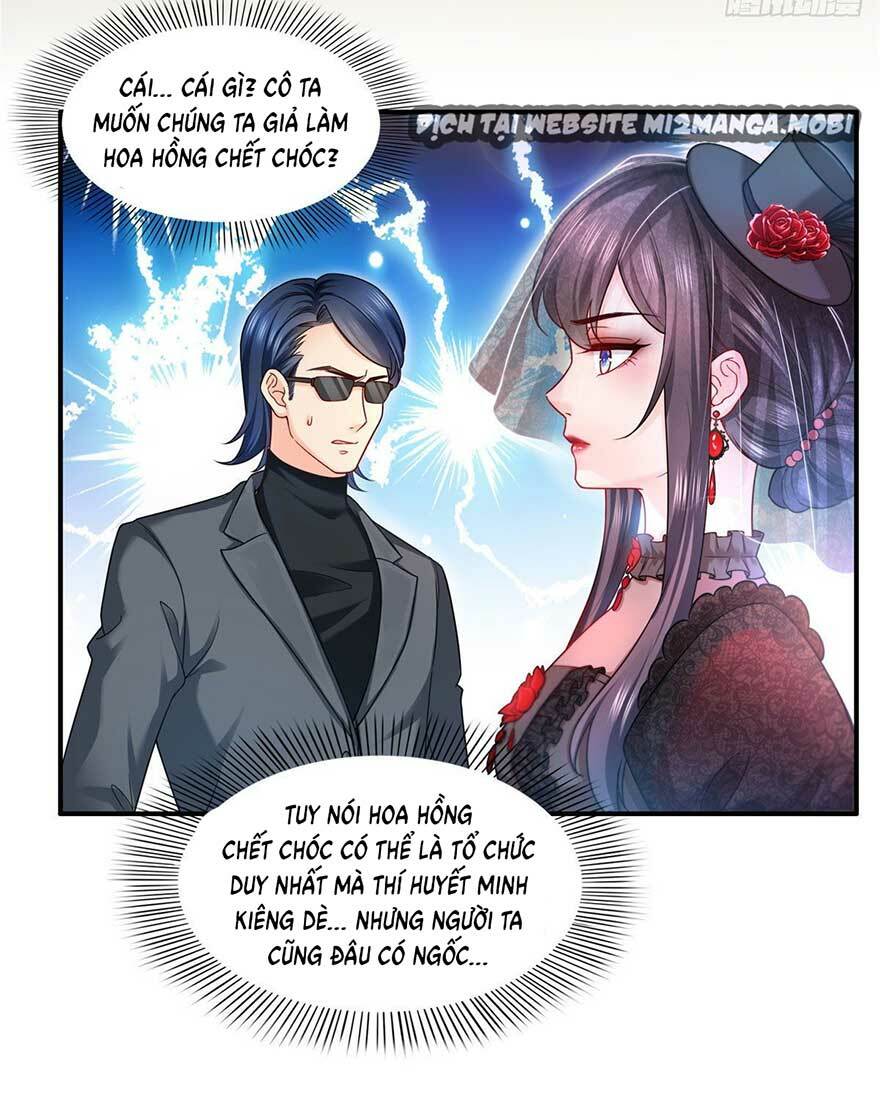 CÁI... CÁI GÌ? CÔ TA
MUỐN CHÚNG TA GIẢ LÀM
HOA HỒNG CHẾT CHÓC?
DỊCH TẠI WEBSITE MI2MANGA.MOBI
TUY NÓI HOA HỒNG
CHẾT CHÓC CÓ THỂ LÀ TỔ CHỨC
DUY NHẤT MÀ THÍ HUYẾT MINH
KIÊNG DÈ... NHƯNG NGƯỜI TA
CŨNG ĐÂU CÓ NGỐC...